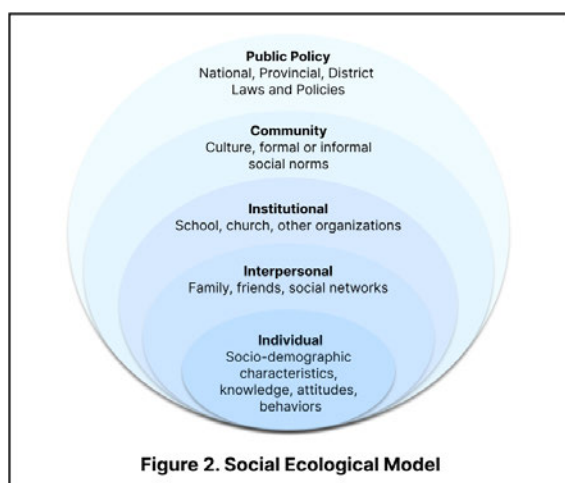 Public Policy
National, Provincial, District
Laws and Policies
Community
Culture, formal or informal
social norms
Institutional
School, church, other organizations
Interpersonal
Family, friends, social networks
Individual
Socio-demographic
characteristics,
knowledge, attitudes,
behaviors
Figure 2. Social Ecological Model